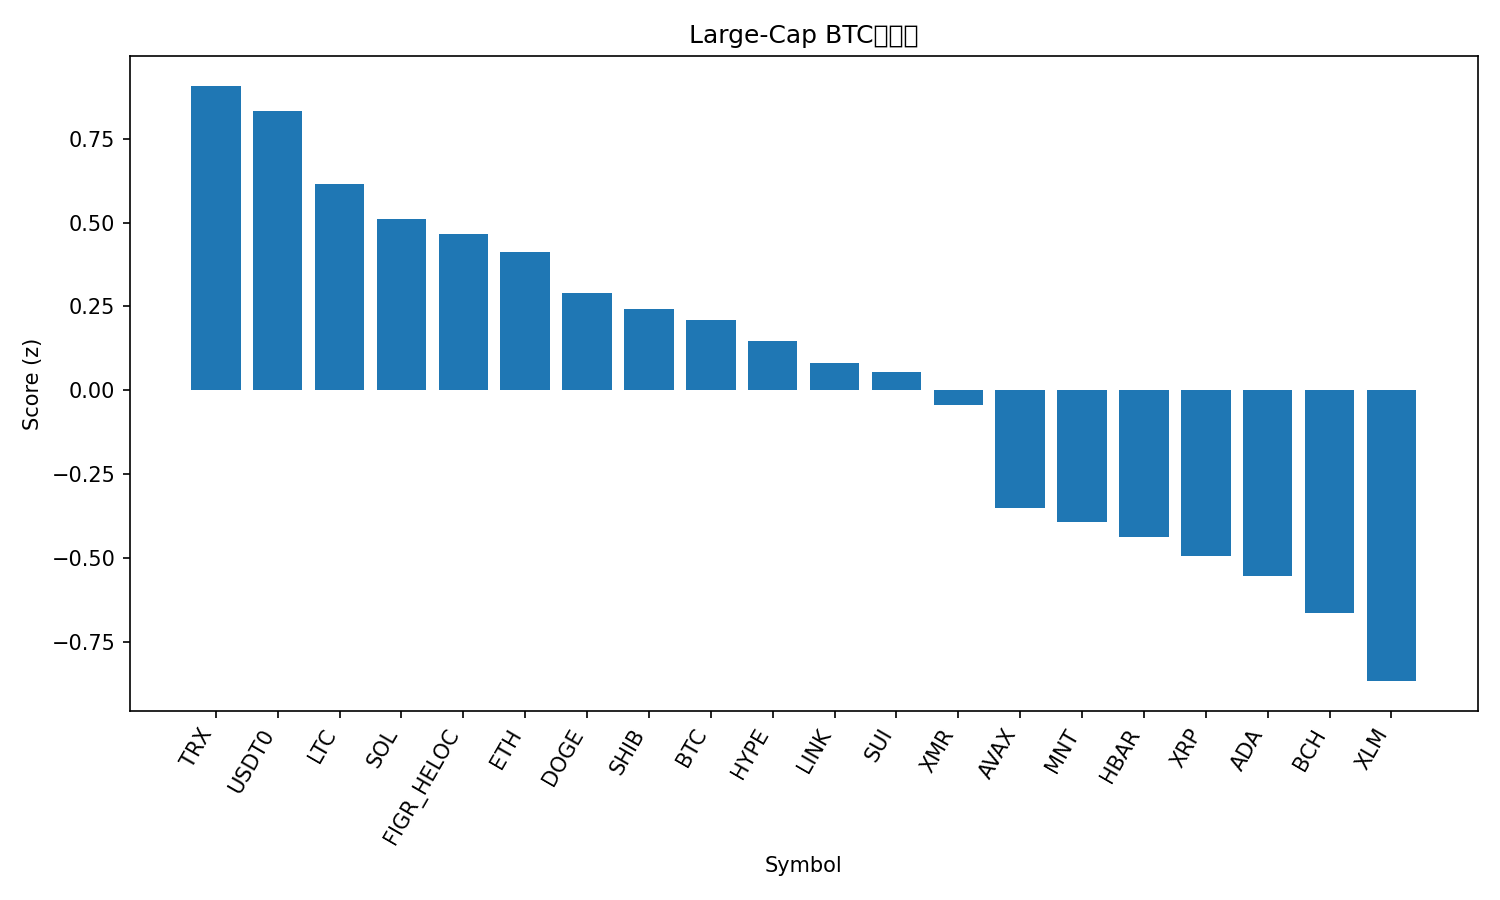 Large-Cap BTC
Score (z)
0.75
0.50
0.25
0.00
−0.25
−0.50
−0.75
TRX
USDT0
LTC
SOL
FIGR_HELOC
ETH
DOGE
SHIB
BTC
HYPE
LINK
SUI
XMR
AVAX
MNT
HBAR
XRP
ADA
BCH
XLM
Symbol